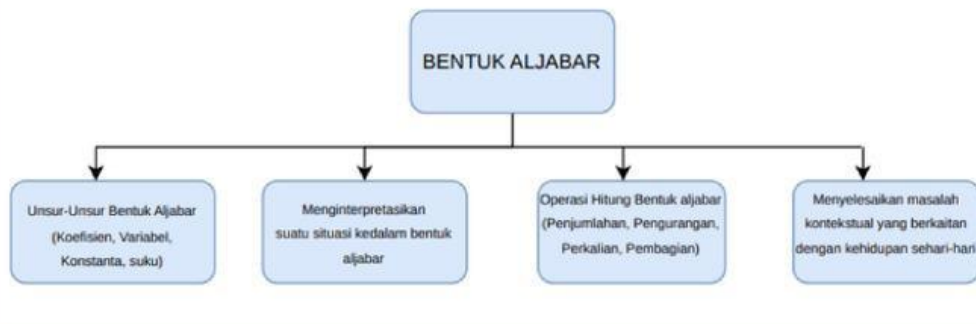 BENTUK ALJABAR
Unsur-Unsur Bentuk Aljabar
(Koefisien, Variabel,
Konstanta, suku)
Menginterpretasikan
suatu situasi kedalam bentuk
aljabar
Operasi Hitung Bentuk aljabar
(Penjumlahan, Pengurangan,
Perkalian, Pembagian)
Menyelesaikan masalah
kontekstual yang berkaitan
dengan kehidupan sehari-hari